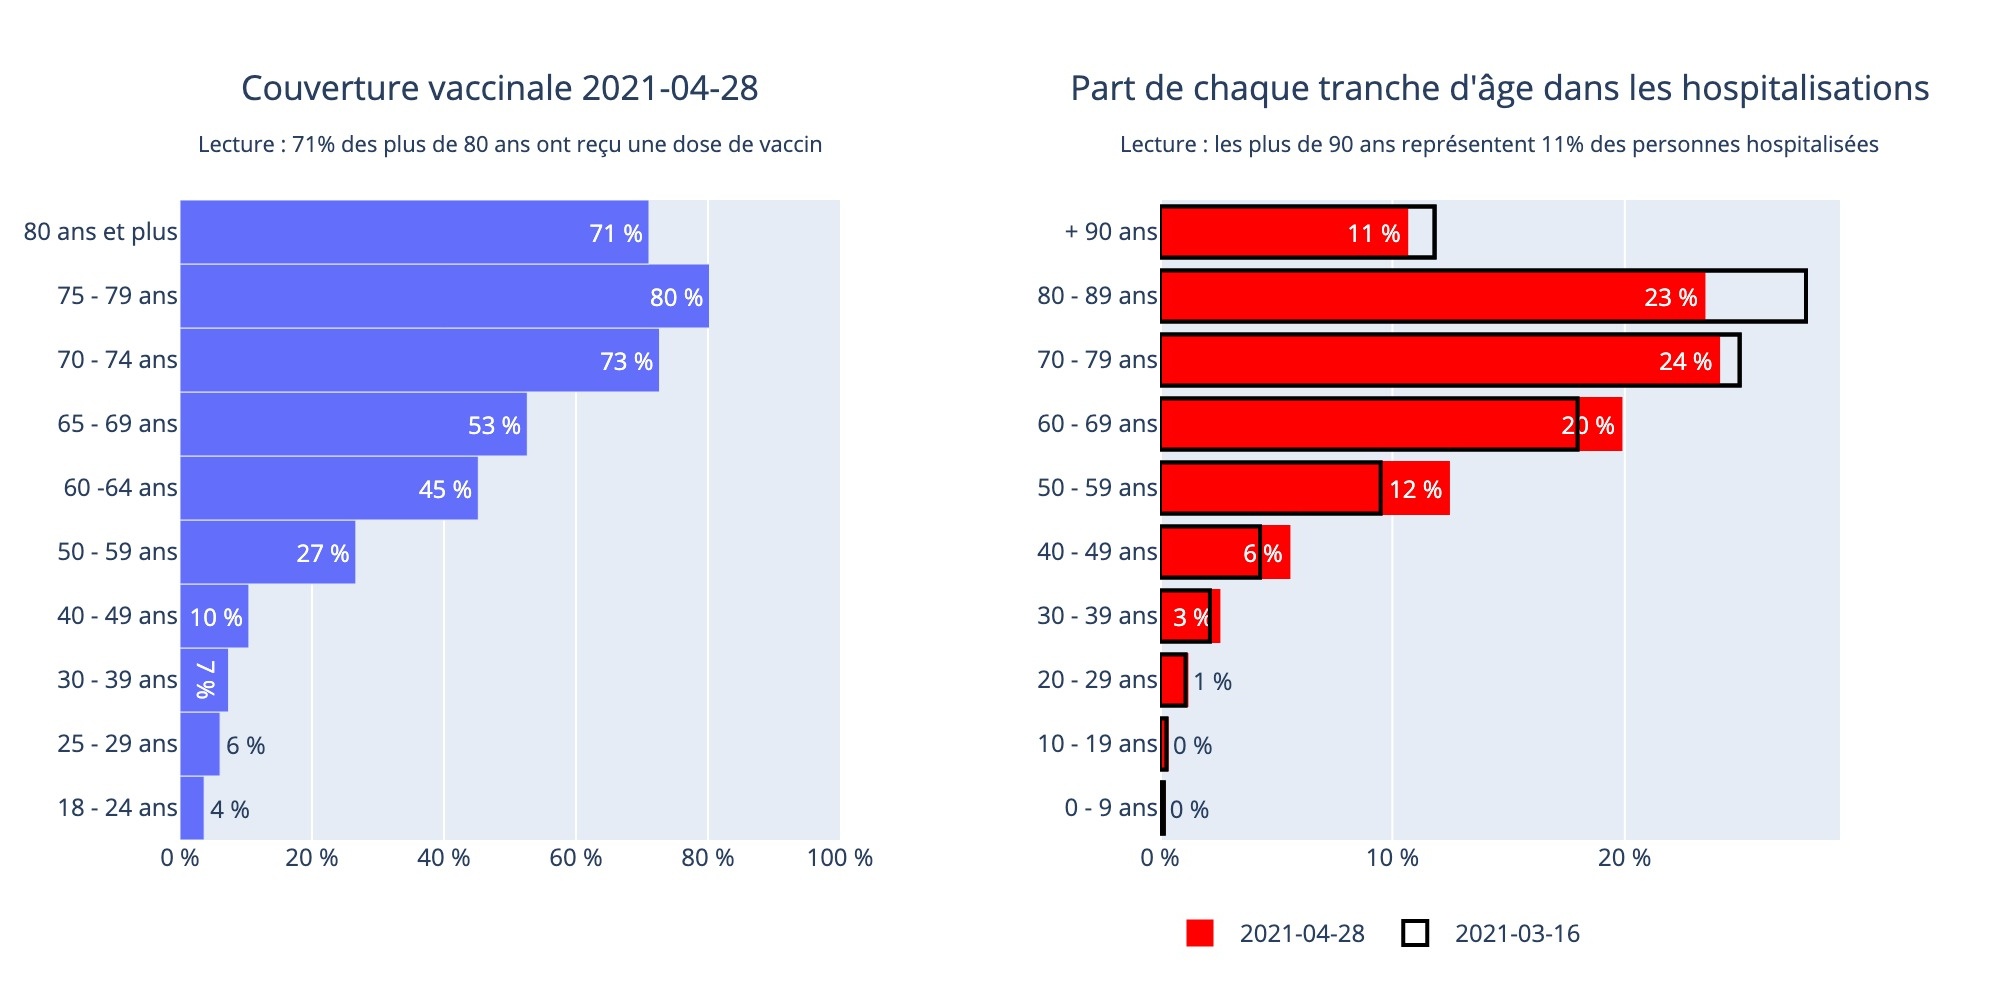 Couverture vaccinale 2021-04-28
Lecture : 71% des plus de 80 ans ont reçu une dose de vaccin
80 ans et plus 71 %
75 - 79 ans 80 %
70 - 74 ans 73 %
65 - 69 ans 53 %
60 -64 ans 45 %
50 - 59 ans 27 %
40 - 49 ans 10 %
30 - 39 ans 7 %
25 - 29 ans 6 %
18 - 24 ans 4 %
0 % 20 % 40 % 60 % 80 % 100 %
Part de chaque tranche d'âge dans les hospitalisations
Lecture : les plus de 90 ans représentent 11% des personnes hospitalisées
+ 90 ans 11 %
80 - 89 ans 23 %
70 - 79 ans 24 %
60 - 69 ans 20 %
50 - 59 ans 12 %
40 - 49 ans 6 %
30 - 39 ans 3 %
20 - 29 ans 1 %
10 - 19 ans 0 %
0 - 9 ans 0 %
0 % 10 % 20 %
2021-04-28 2021-03-16